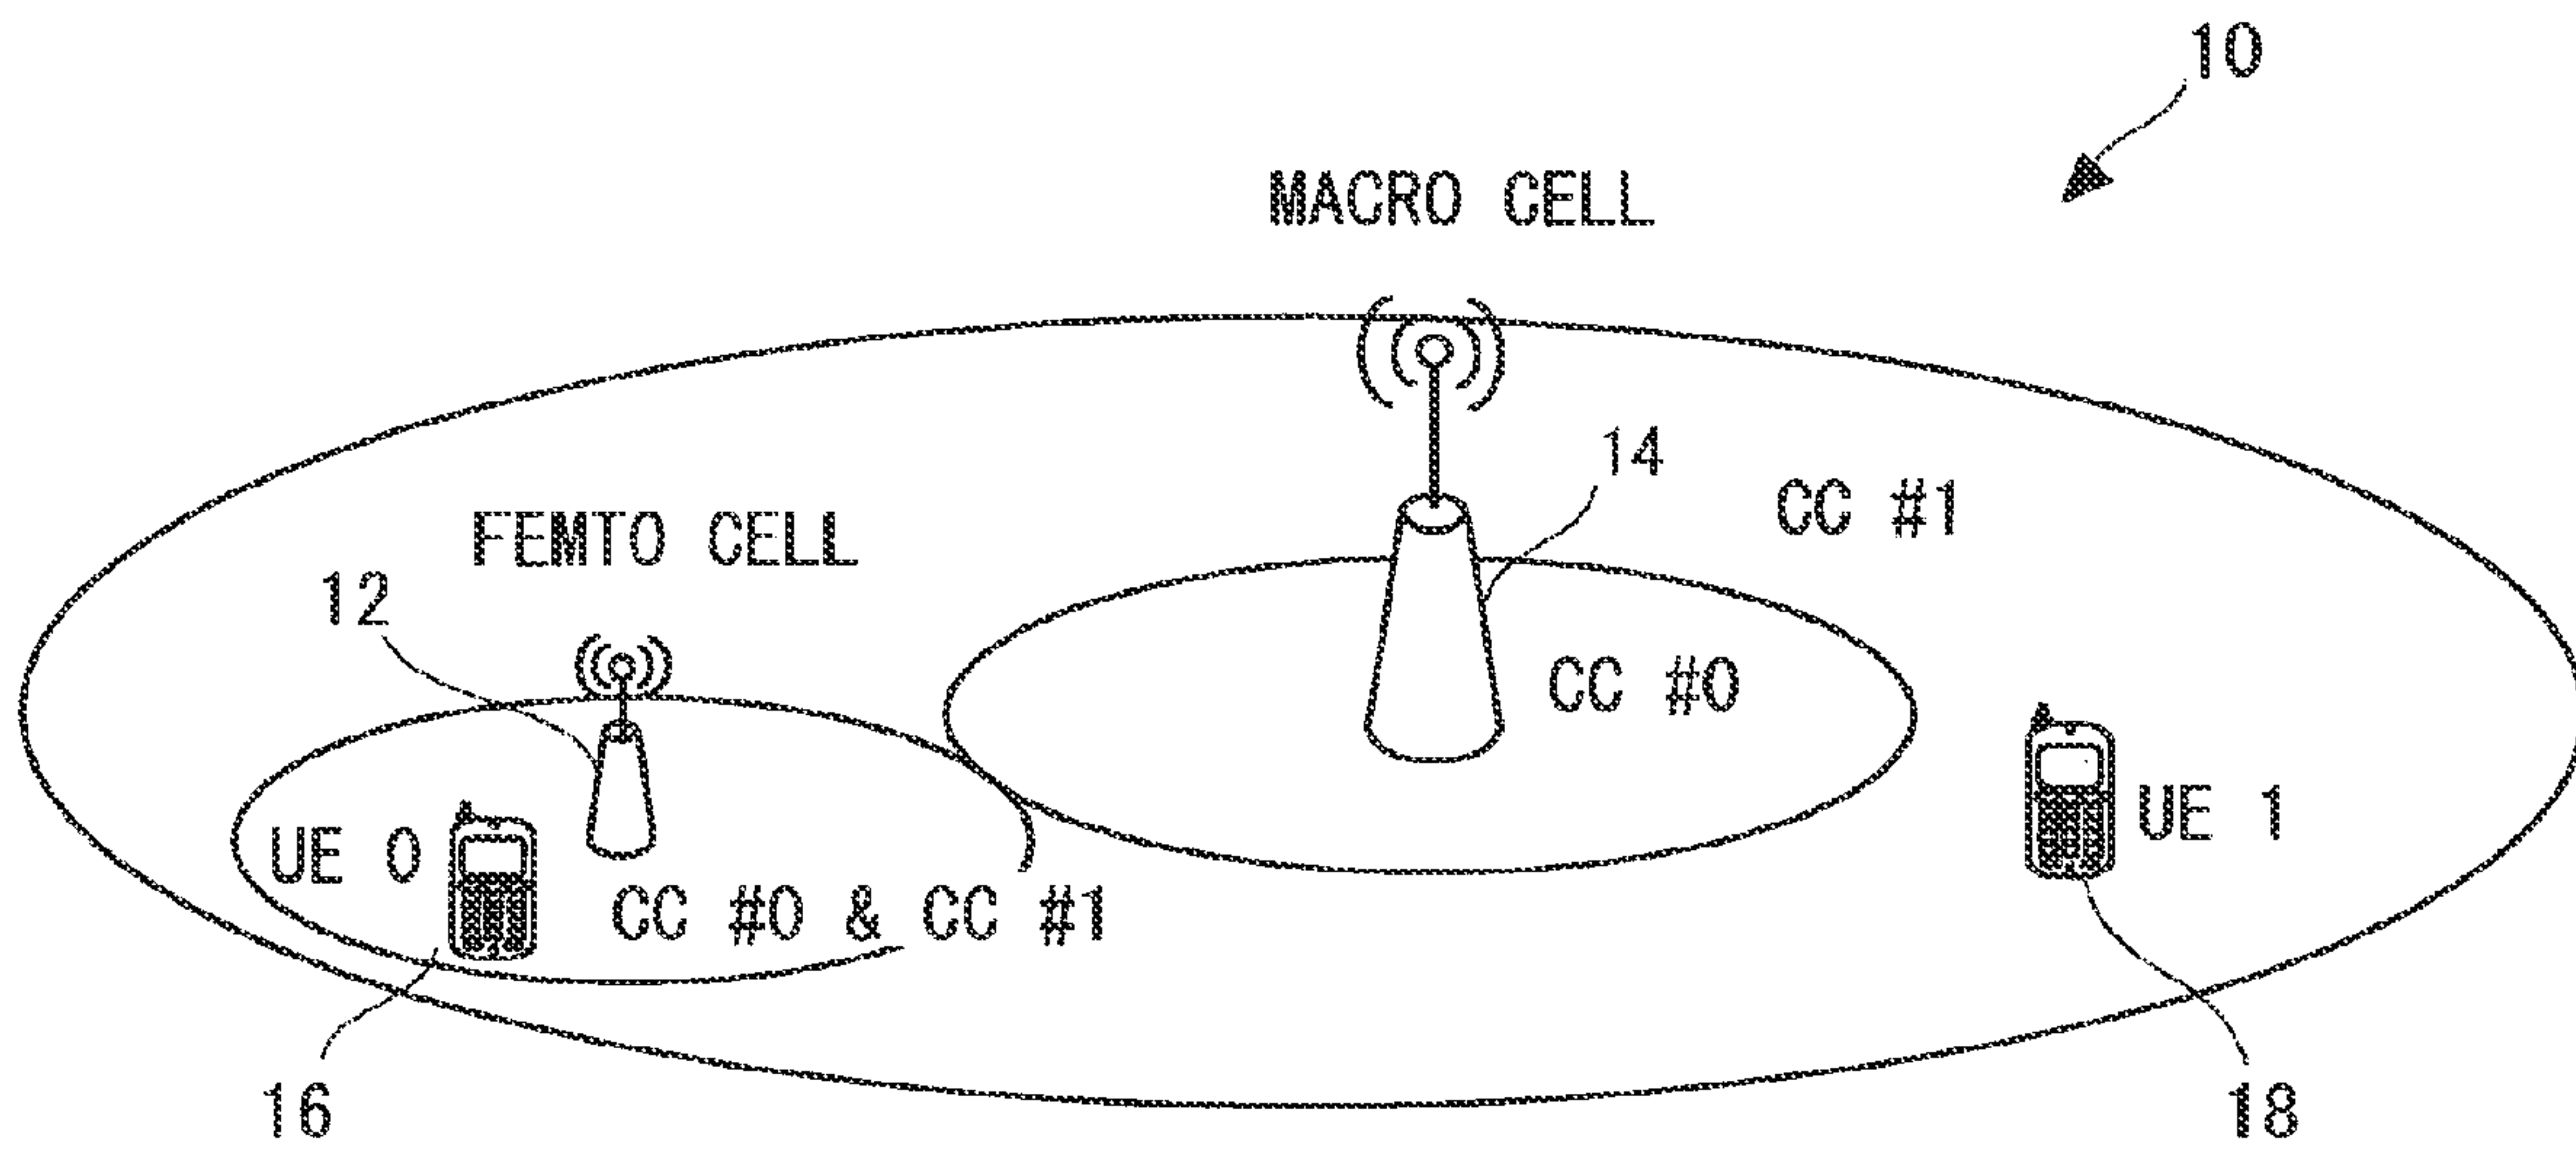 10
MACRO CELL
14
CC #1
FEMTO CELL
12
CC #0
UE 0
UE 1
CC #0 & CC #1
16
18